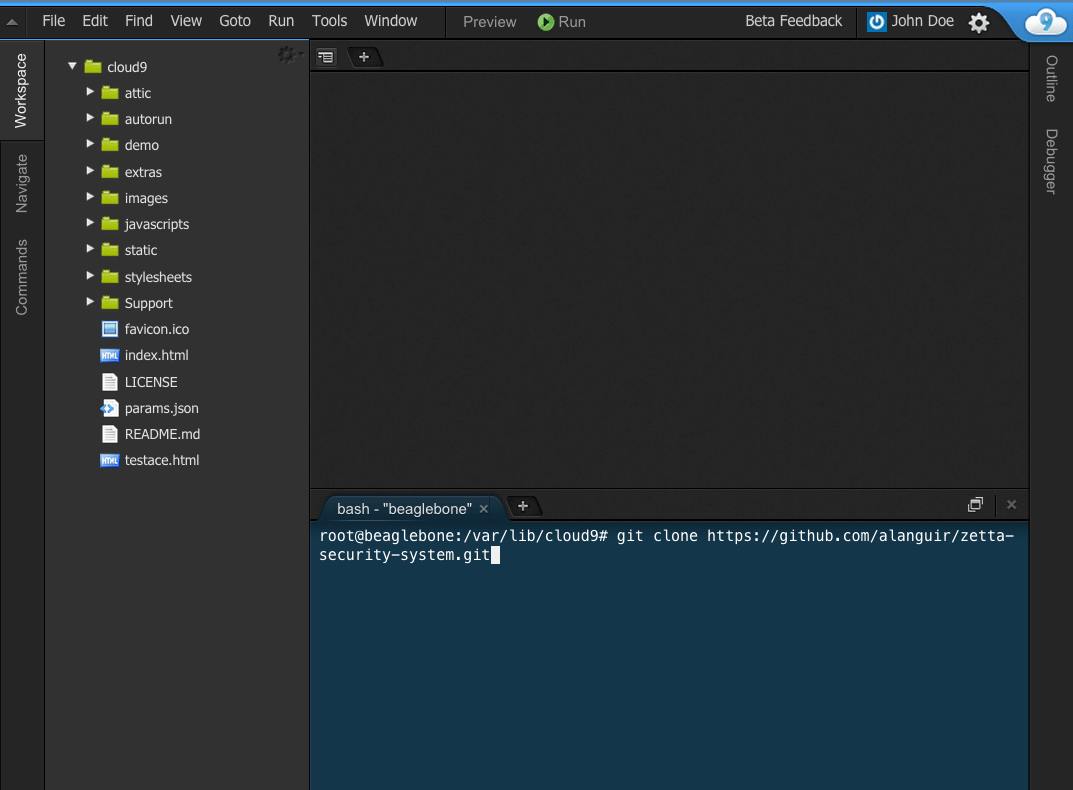 File Edit Find View Goto Run Tools Window Preview Run Beta Feedback John Doe 9
Workspace
Navigate
Commands
cloud9
attic
autorun
demo
extras
images
javascripts
static
stylesheets
Support
favicon.ico
HTML index.html
LICENSE
params.json
README.md
HTML testace.html
bash - "beaglebone"
root@beaglebone:/var/lib/cloud9# git clone https://github.com/alanguir/zetta-
security-system.git
Outline
Debugger